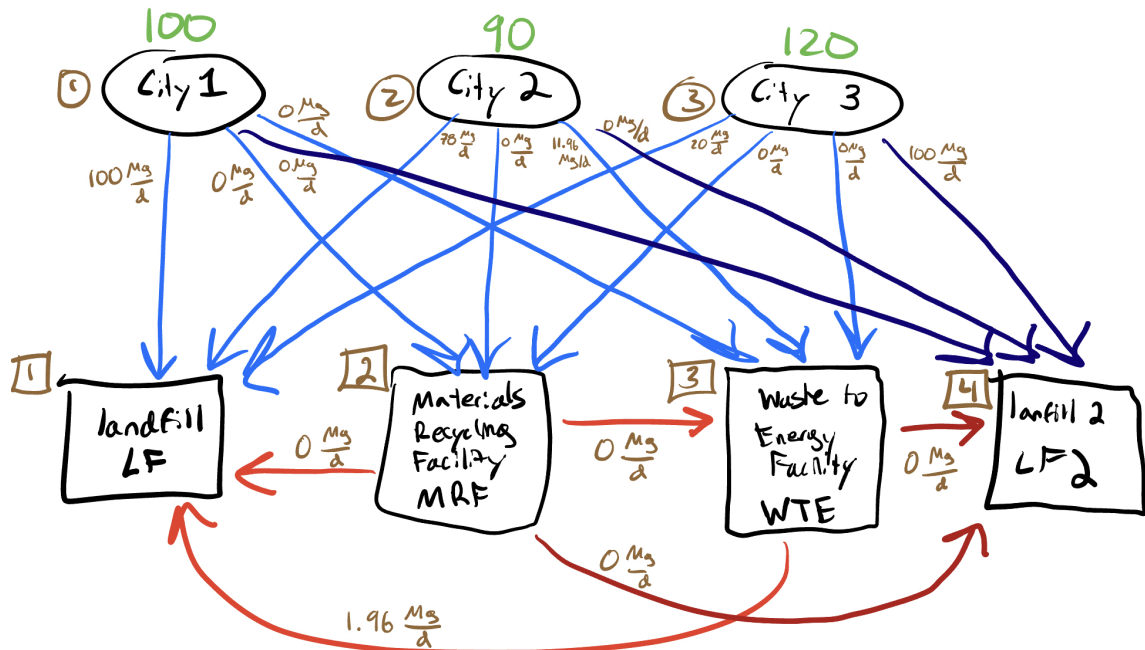 100
90
120
1
City 1
2
City 2
3
City 3
0 Mg/d
78 Mg/d
0 Mg/d
11.96 Mg/d
0 Mg/d
20 Mg/d
0 Mg/d
0 Mg/d
100 Mg/d
100 Mg/d
0 Mg/d
0 Mg/d
1
landfill
LF
2
Materials
Recycling
Facility
MRF
3
Waste to
Energy
Facility
WTE
4
lanfill 2
LF 2
0 Mg/d
0 Mg/d
0 Mg/d
0 Mg/d
1.96 Mg/d